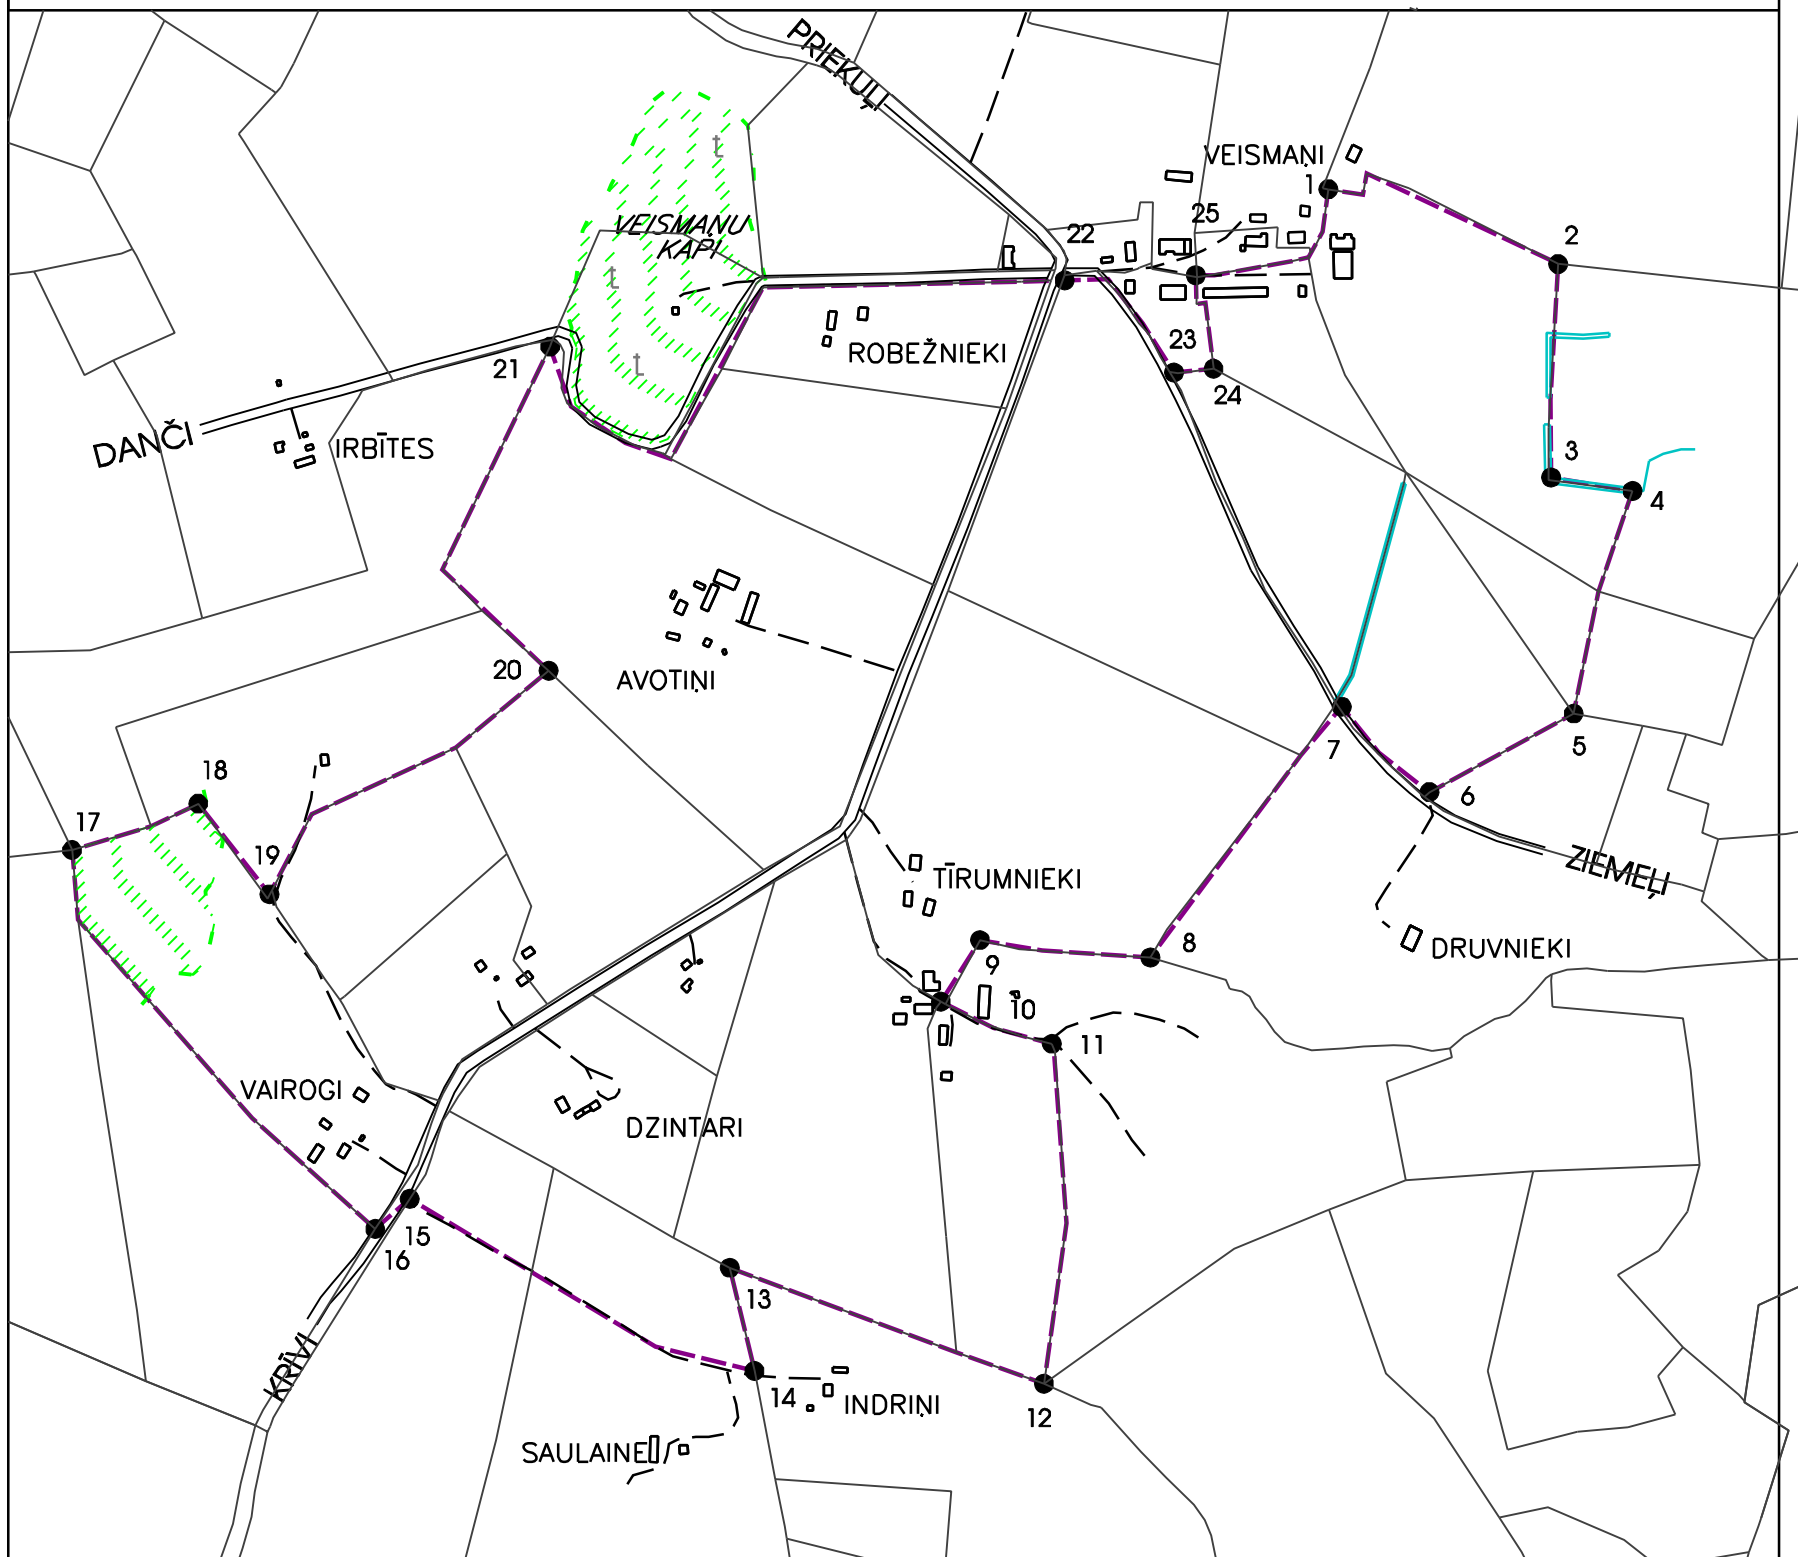 PRIEKUĻI
t
VEISMAŅI
1
25
22
2
VEISMAŅU
KAPI
t
23
21
t
ROBEŽNIEKI
24
DANČI
IRBĪTES
3
4
20
AVOTIŅI
7
5
18
6
17
19
TĪRUMNIEKI
ZIEMEĻI
9
8
DRUVNIEKI
10
11
VAIROGI
DZINTARI
15
16
13
KRĪVI
14
INDRIŅI
12
SAULAINE